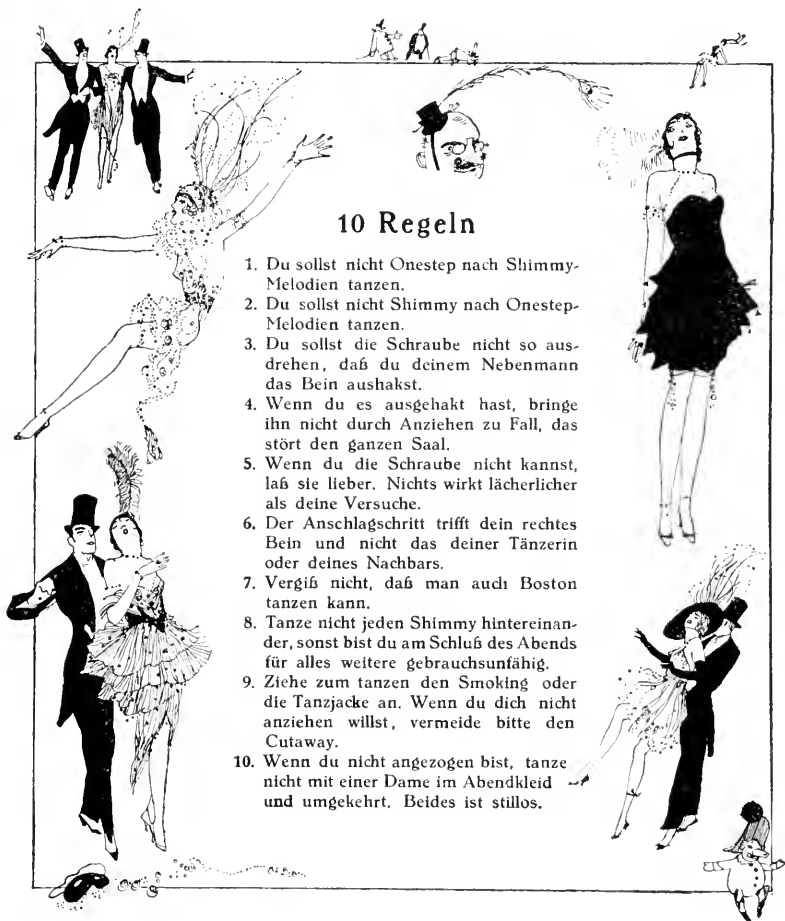 10 Regeln
1. Du sollst nicht Onestep nach Shimmy-
Melodien tanzen.
2. Du sollst nicht Shimmy nach Onestep-
Melodien tanzen.
3. Du sollst die Schraube nicht so aus-
drehen, daß du deinem Nebenmann
das Bein aushakst.
4. Wenn du es ausgehakt hast, bringe
ihn nicht durch Anziehen zu Fall, das
stört den ganzen Saal.
5. Wenn du die Schraube nicht kannst,
laß sie lieber. Nichts wirkt lächerlicher
als deine Versuche.
6. Der Anschlagschritt trifft dein rechtes
Bein und nicht das deiner Tänzerin
oder deines Nachbars.
7. Vergiß nicht, daß man auch Boston
tanzen kann.
8. Tanze nicht jeden Shimmy hintereinan-
der, sonst bist du am Schluß des Abends
für alles weitere gebrauchsunfähig.
9. Ziehe zum tanzen den Smoking oder
die Tanzjacke an. Wenn du dich nicht
anziehen willst, vermeide bitte den
Cutaway.
10. Wenn du nicht angezogen bist, tanze
nicht mit einer Dame im Abendkleid
und umgekehrt. Beides ist stillos.